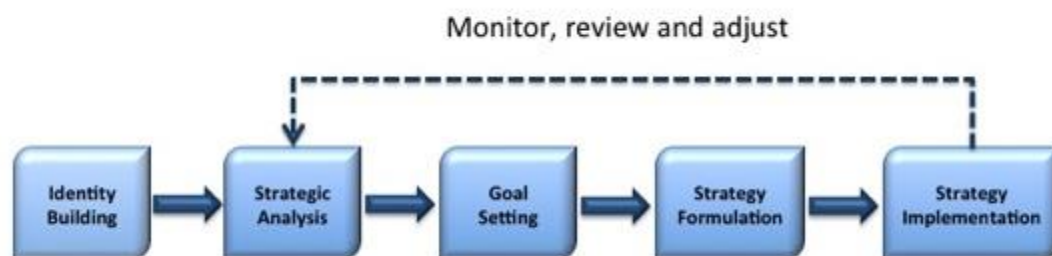 Monitor, review and adjust
Identity
Building
Strategic
Analysis
Goal
Setting
Strategy
Formulation
Strategy
Implementation